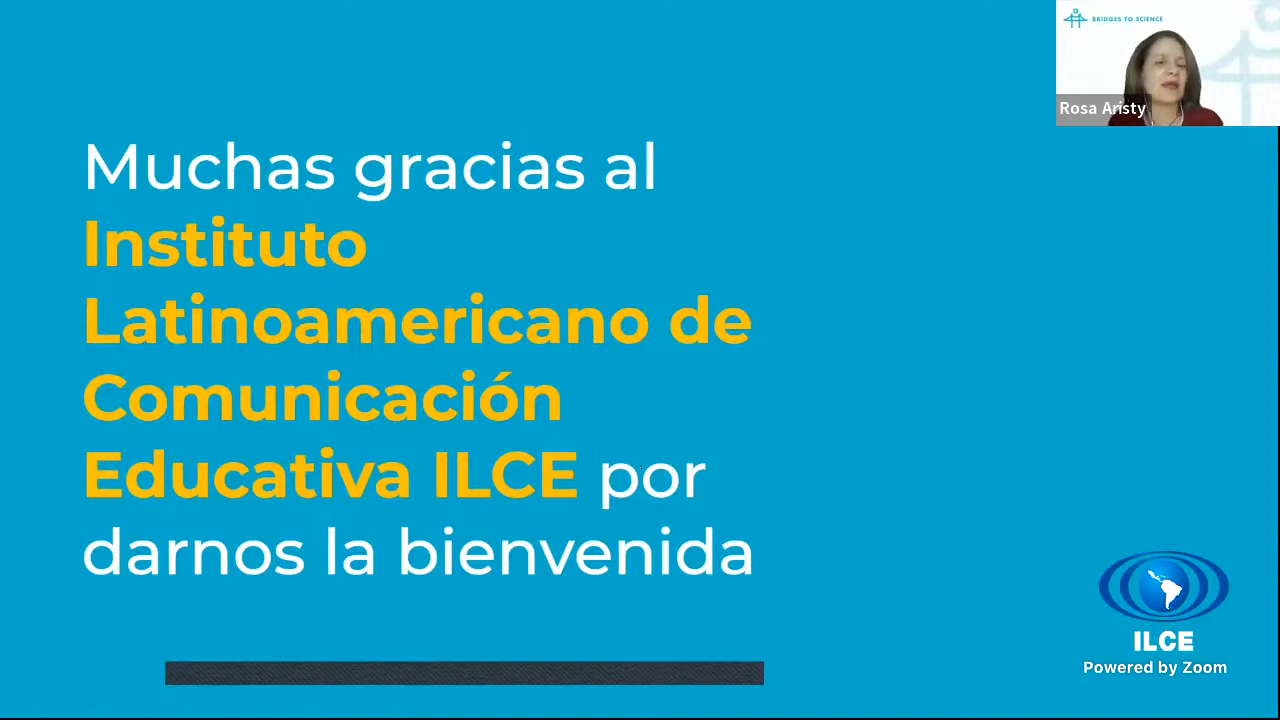 BRIDGES TO SCIENCE
Rosa Aristy
Muchas gracias al
Instituto
Latinoamericano de
Comunicación
Educativa ILCE por
darnos la bienvenida
ILCE
Powered by Zoom